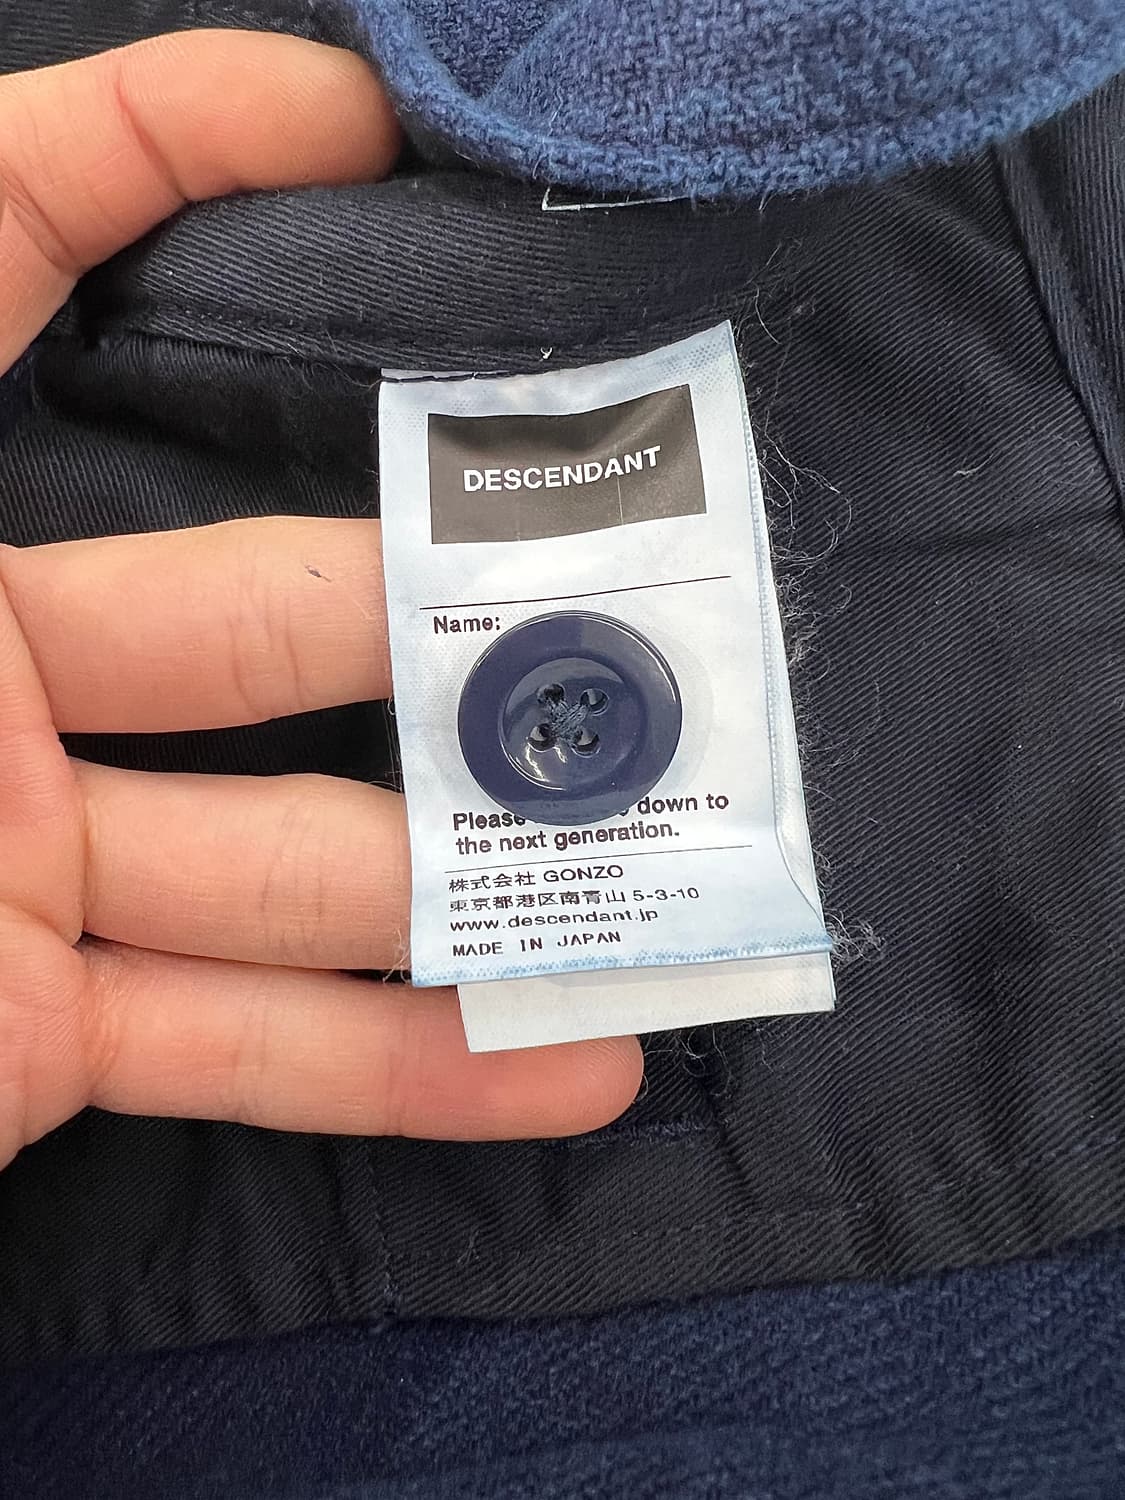 DESCENDANT
Name:
Please down to
the next generation.
株式会社 GONZO
東京都港区南青山 5-3-10
www.descendant.jp
MADE IN JAPAN